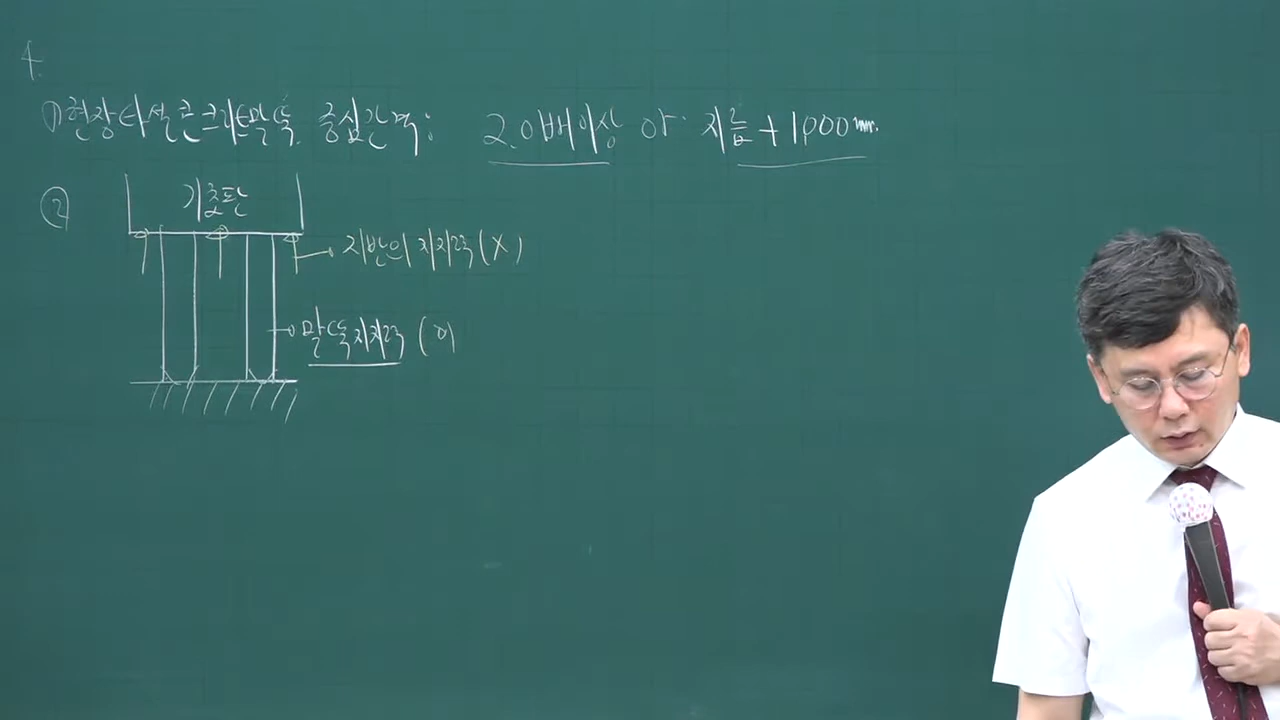 4.
① 현장타설콘크리트말뚝 중심간격: 2.0배이상 and 지름+1000mm.
② 기초판
지반의 지지력(X)
말뚝지지력(O)